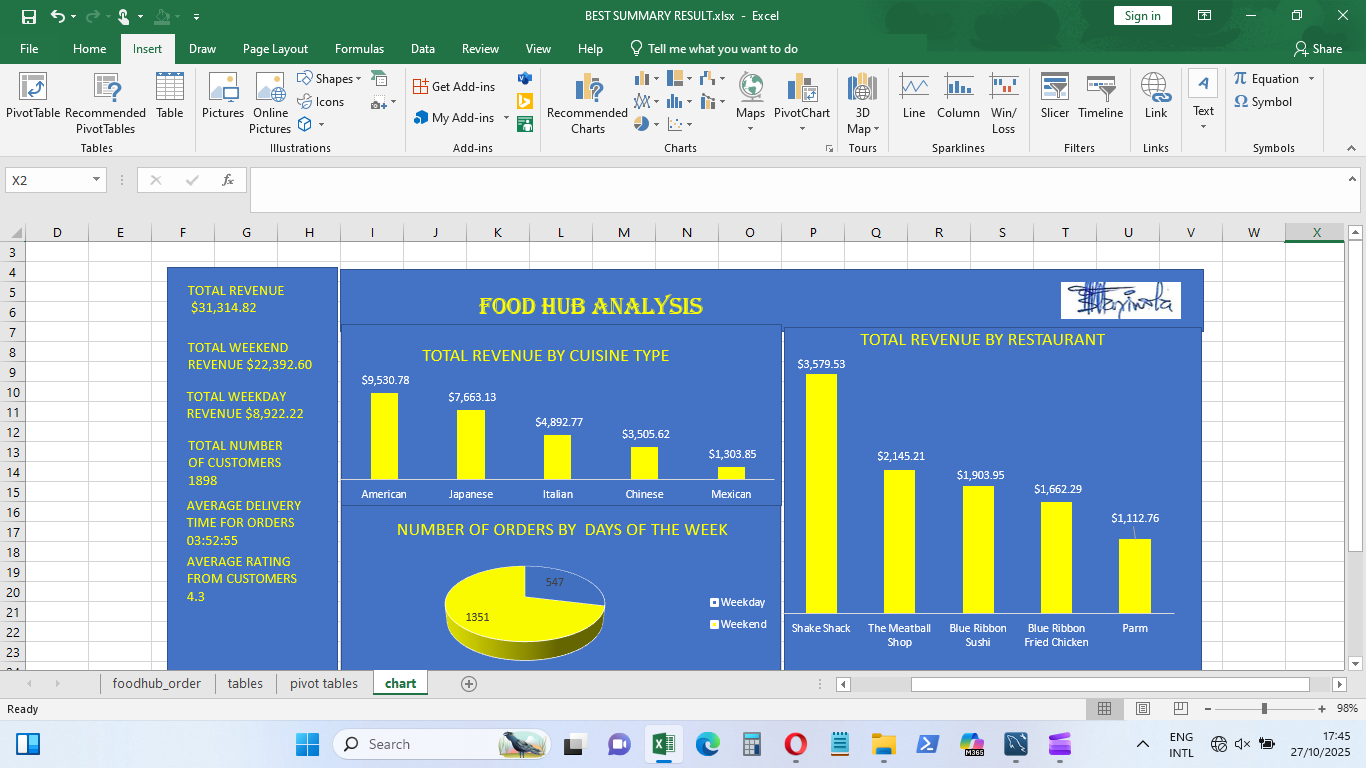 BEST SUMMARY RESULT.xlsx - Excel
Sign in
File Home Insert Draw Page Layout Formulas Data Review View Help Tell me what you want to do Share
PivotTable Recommended PivotTables Table
Pictures Online Pictures Shapes Icons
Get Add-ins
My Add-ins
Recommended Charts Maps PivotChart 3D Map Line Column Win/Loss Slicer Timeline Link Text Equation Symbol
Tables Illustrations Add-ins Charts Tours Sparklines Filters Links Symbols
X2
fx
D E F G H I J K L M N O P Q R S T U V W X
3
4
5
6
7
8
9
10
11
12
13
14
15
16
17
18
19
20
21
22
23
TOTAL REVENUE
$31,314.82
TOTAL WEEKEND
REVENUE $22,392.60
TOTAL WEEKDAY
REVENUE $8,922.22
TOTAL NUMBER
OF CUSTOMERS
1898
AVERAGE DELIVERY
TIME FOR ORDERS
03:52:55
AVERAGE RATING
FROM CUSTOMERS
4.3
FOOD HUB ANALYSIS
TOTAL REVENUE BY CUISINE TYPE
$9,530.78
$7,663.13
$4,892.77
$3,505.62
$1,303.85
American Japanese Italian Chinese Mexican
NUMBER OF ORDERS BY DAYS OF THE WEEK
547
1351
Weekday
Weekend
TOTAL REVENUE BY RESTAURANT
$3,579.53
$2,145.21
$1,903.95
$1,662.29
$1,112.76
Shake Shack The Meatball Shop Blue Ribbon Sushi Blue Ribbon Fried Chicken Parm
foodhub_order tables pivot tables chart
Ready
98%
Search
M365
ENG
INTL
17:45
27/10/2025